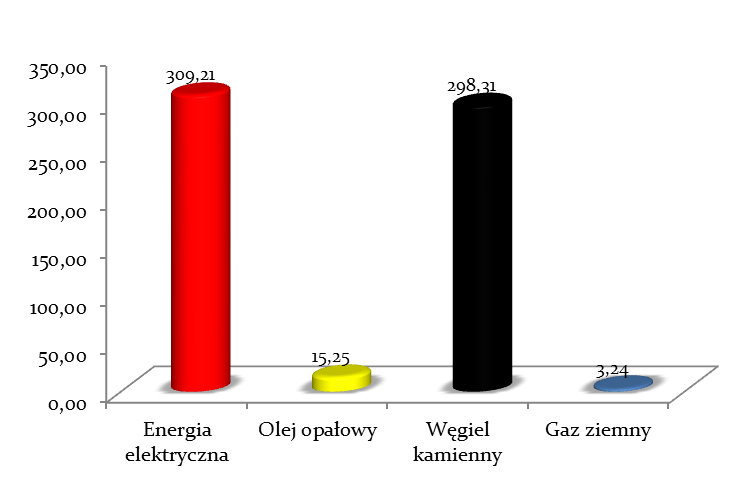 350,00
300,00
250,00
200,00
150,00
100,00
50,00
0,00
309,21
15,25
298,31
3,24
Energia
elektryczna
Olej opałowy
Węgiel
kamienny
Gaz ziemny